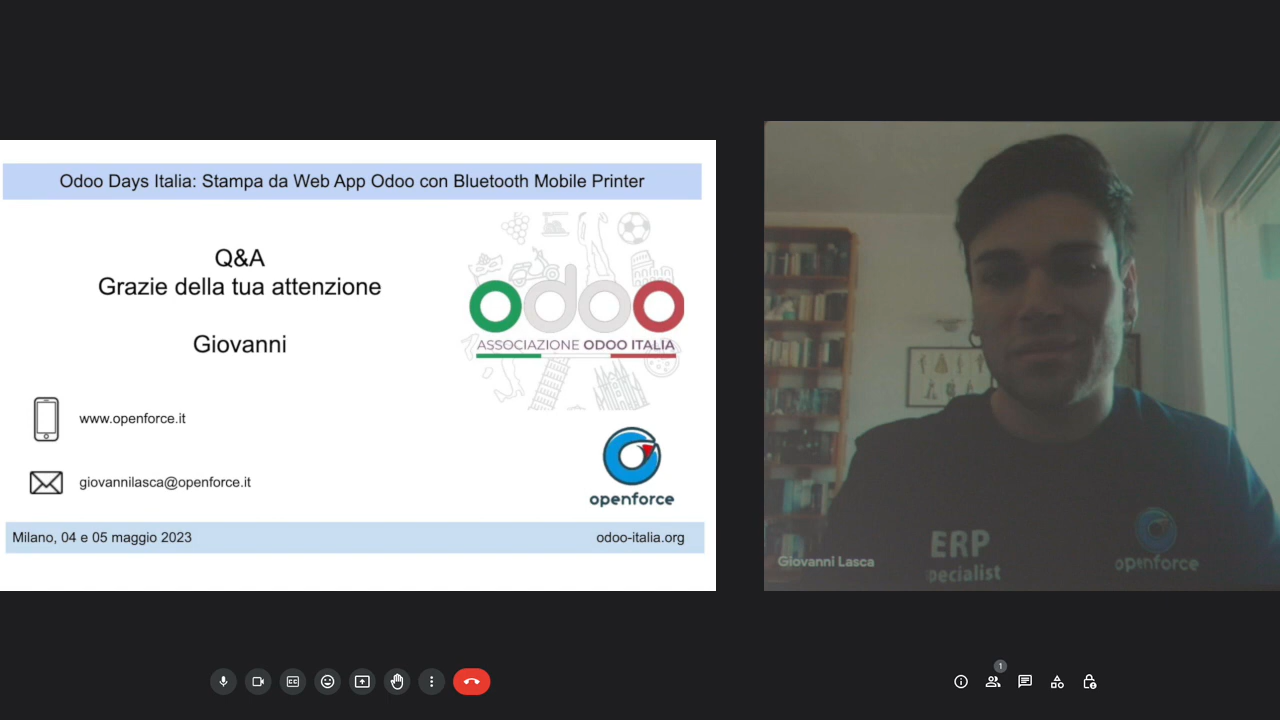 Odoo Days Italia: Stampa da Web App Odoo con Bluetooth Mobile Printer
Q&A
Grazie della tua attenzione
Giovanni
odoo
ASSOCIAZIONE ODOO ITALIA
www.openforce.it
giovannilasca@openforce.it
openforce
Milano, 04 e 05 maggio 2023
odoo-italia.org
Giovanni Lasca
ERP
pecialist
openforce
1